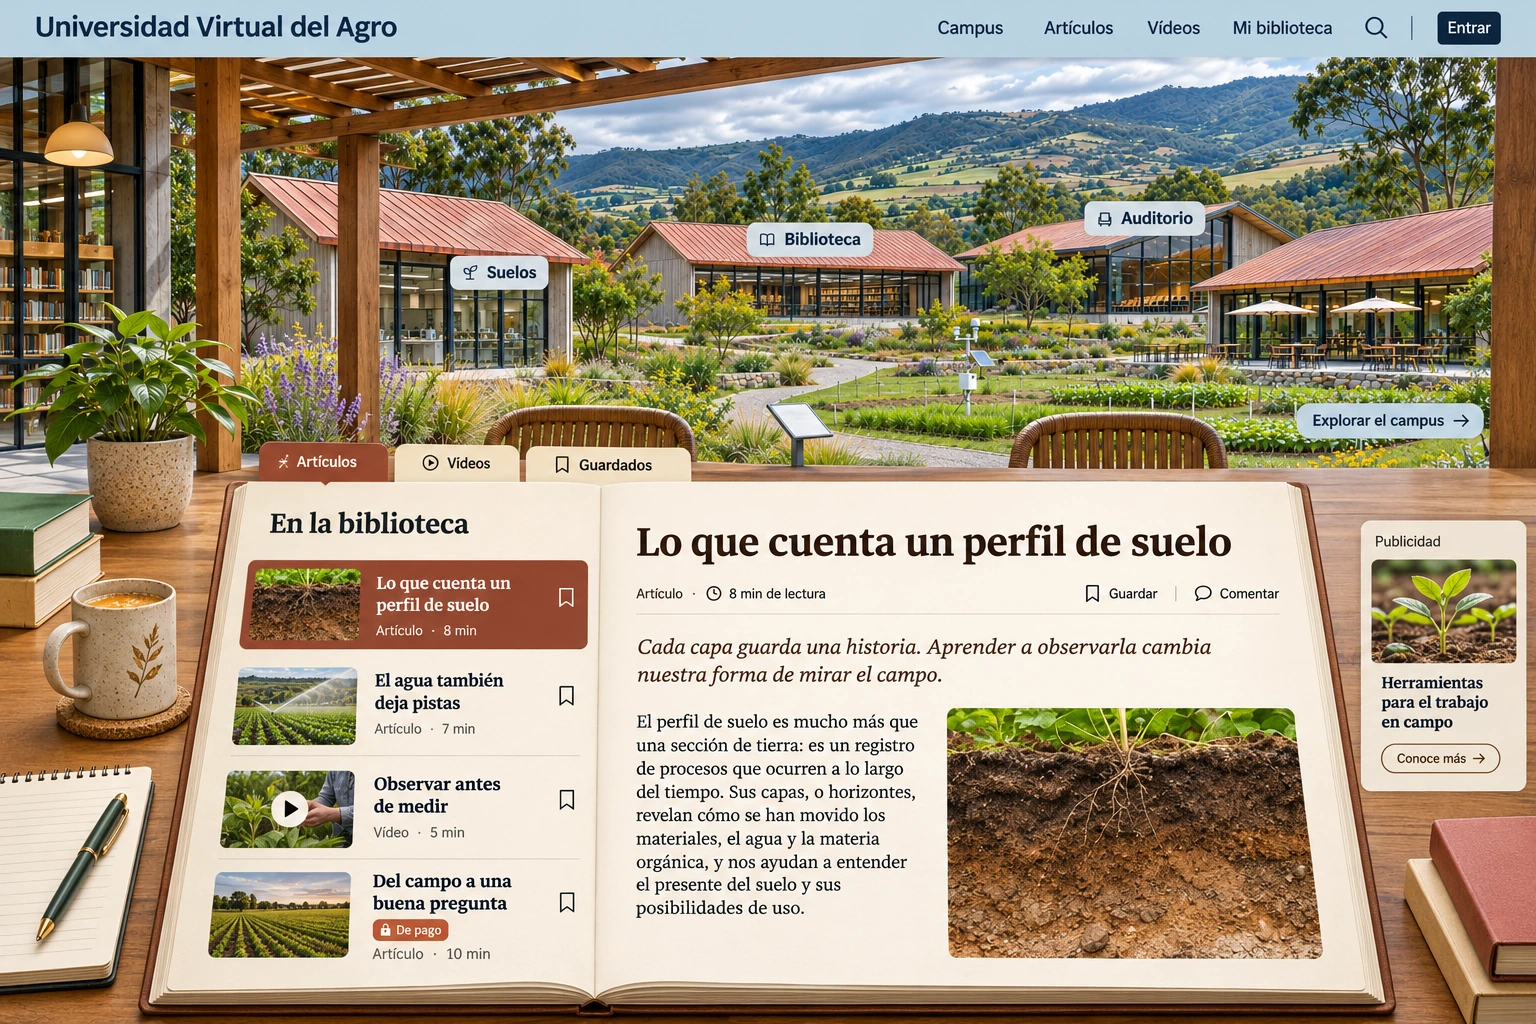 Universidad Virtual del Agro
Campus
Artículos
Vídeos
Mi biblioteca
Entrar
Suelos
Biblioteca
Auditorio
Explorar el campus
Artículos
Vídeos
Guardados
En la biblioteca
Lo que cuenta un
perfil de suelo
Artículo · 8 min
El agua también
deja pistas
Artículo · 7 min
Observar antes
de medir
Vídeo · 5 min
Del campo a una
buena pregunta
De pago
Artículo · 10 min
Lo que cuenta un perfil de suelo
Artículo · 8 min de lectura
Guardar
Comentar
Cada capa guarda una historia. Aprender a observarla cambia
nuestra forma de mirar el campo.
El perfil de suelo es mucho más que
una sección de tierra: es un registro
de procesos que ocurren a lo largo
del tiempo. Sus capas, o horizontes,
revelan cómo se han movido los
materiales, el agua y la materia
orgánica, y nos ayudan a entender
el presente del suelo y sus
posibilidades de uso.
Publicidad
Herramientas
para el trabajo
en campo
Conoce más